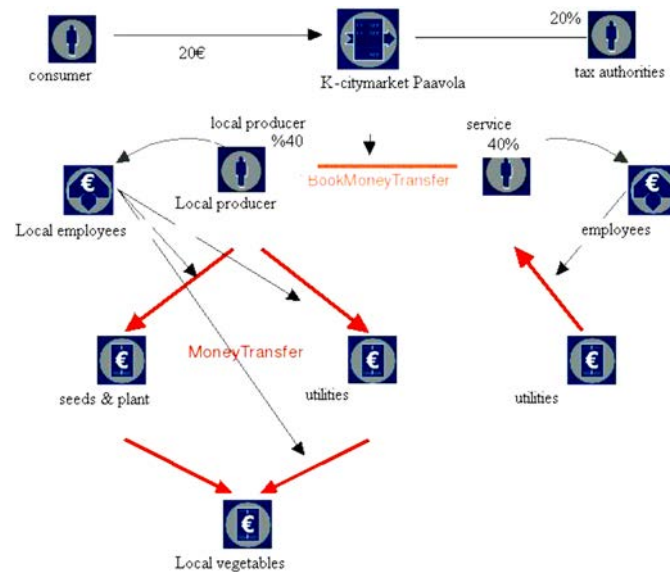 20%
consumer
20€
K-citymarket Paavola
tax authorities
local producer
%40
service
40%
BookMoneyTransfer
€
Local employees
Local producer
€
employees
€
seeds & plant
MoneyTransfer
€
utilities
€
utilities
€
Local vegetables